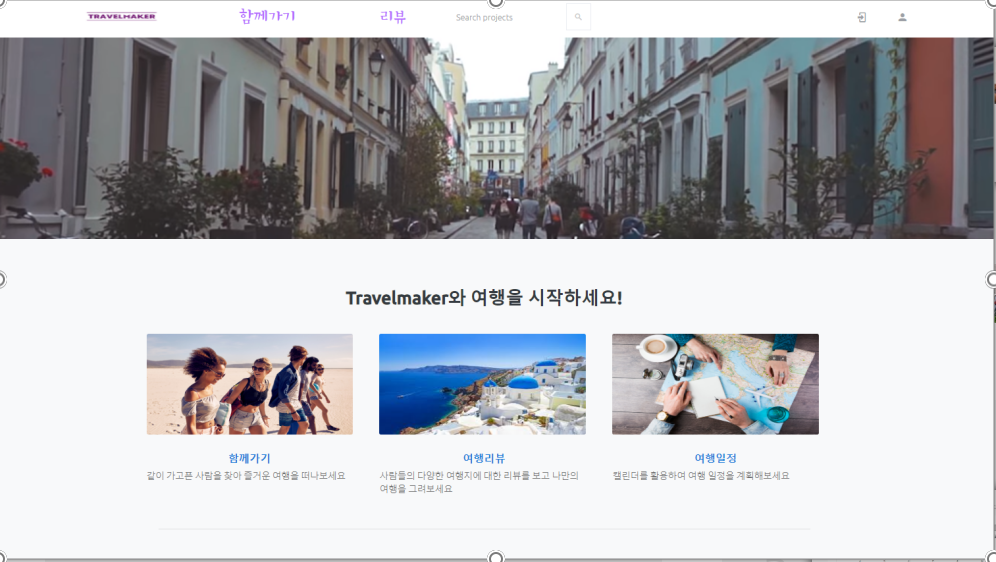 TRAVELMAKER
함께가기
리뷰
Search projects
Travelmaker와 여행을 시작하세요!
함께가기
같이 가고픈 사람을 찾아 즐거운 여행을 떠나보세요
여행리뷰
사람들의 다양한 여행지에 대한 리뷰를 보고 나만의
여행을 그려보세요
여행일정
캘린더를 활용하여 여행 일정을 계획해보세요